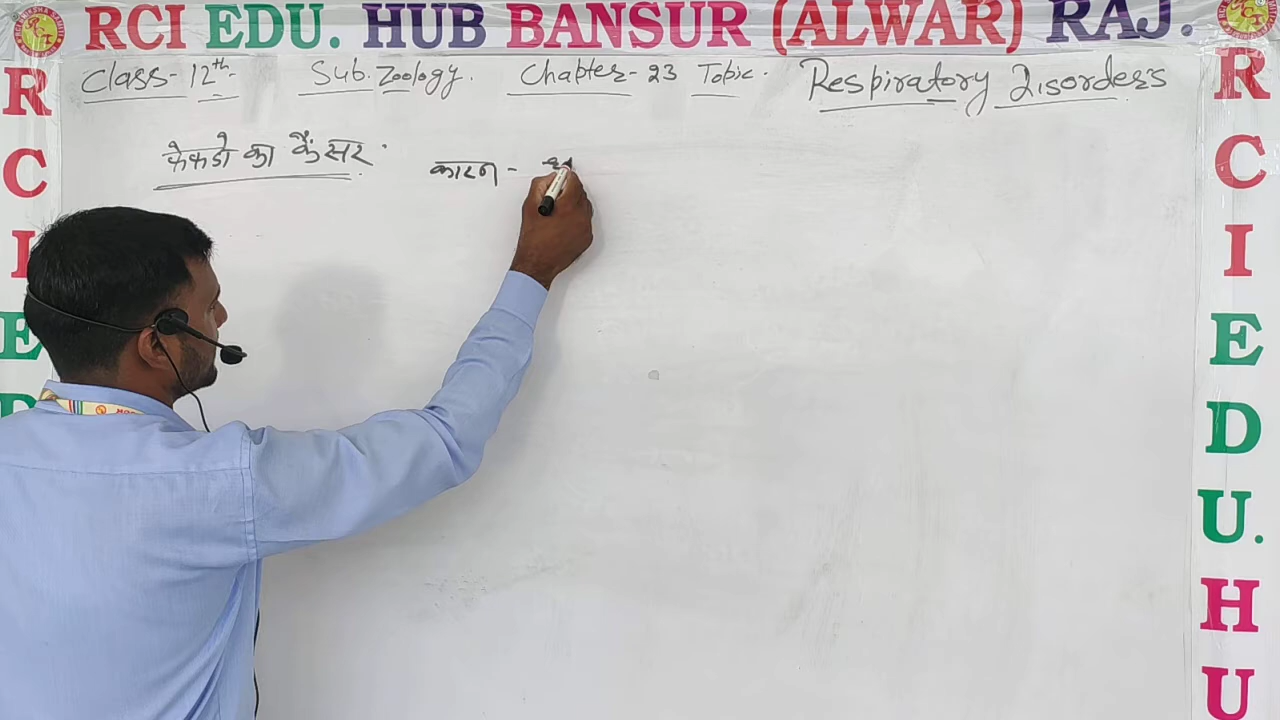 RCI EDU. HUB BANSUR (ALWAR) RAJ.
Class- 12th- Sub. Zoology. Chapter- 23 Topic. Respiratory Disorders
फेफडो का कैंसर
कारण -
R
C
I
E
D
R
C
I
E
D
U.
H
U